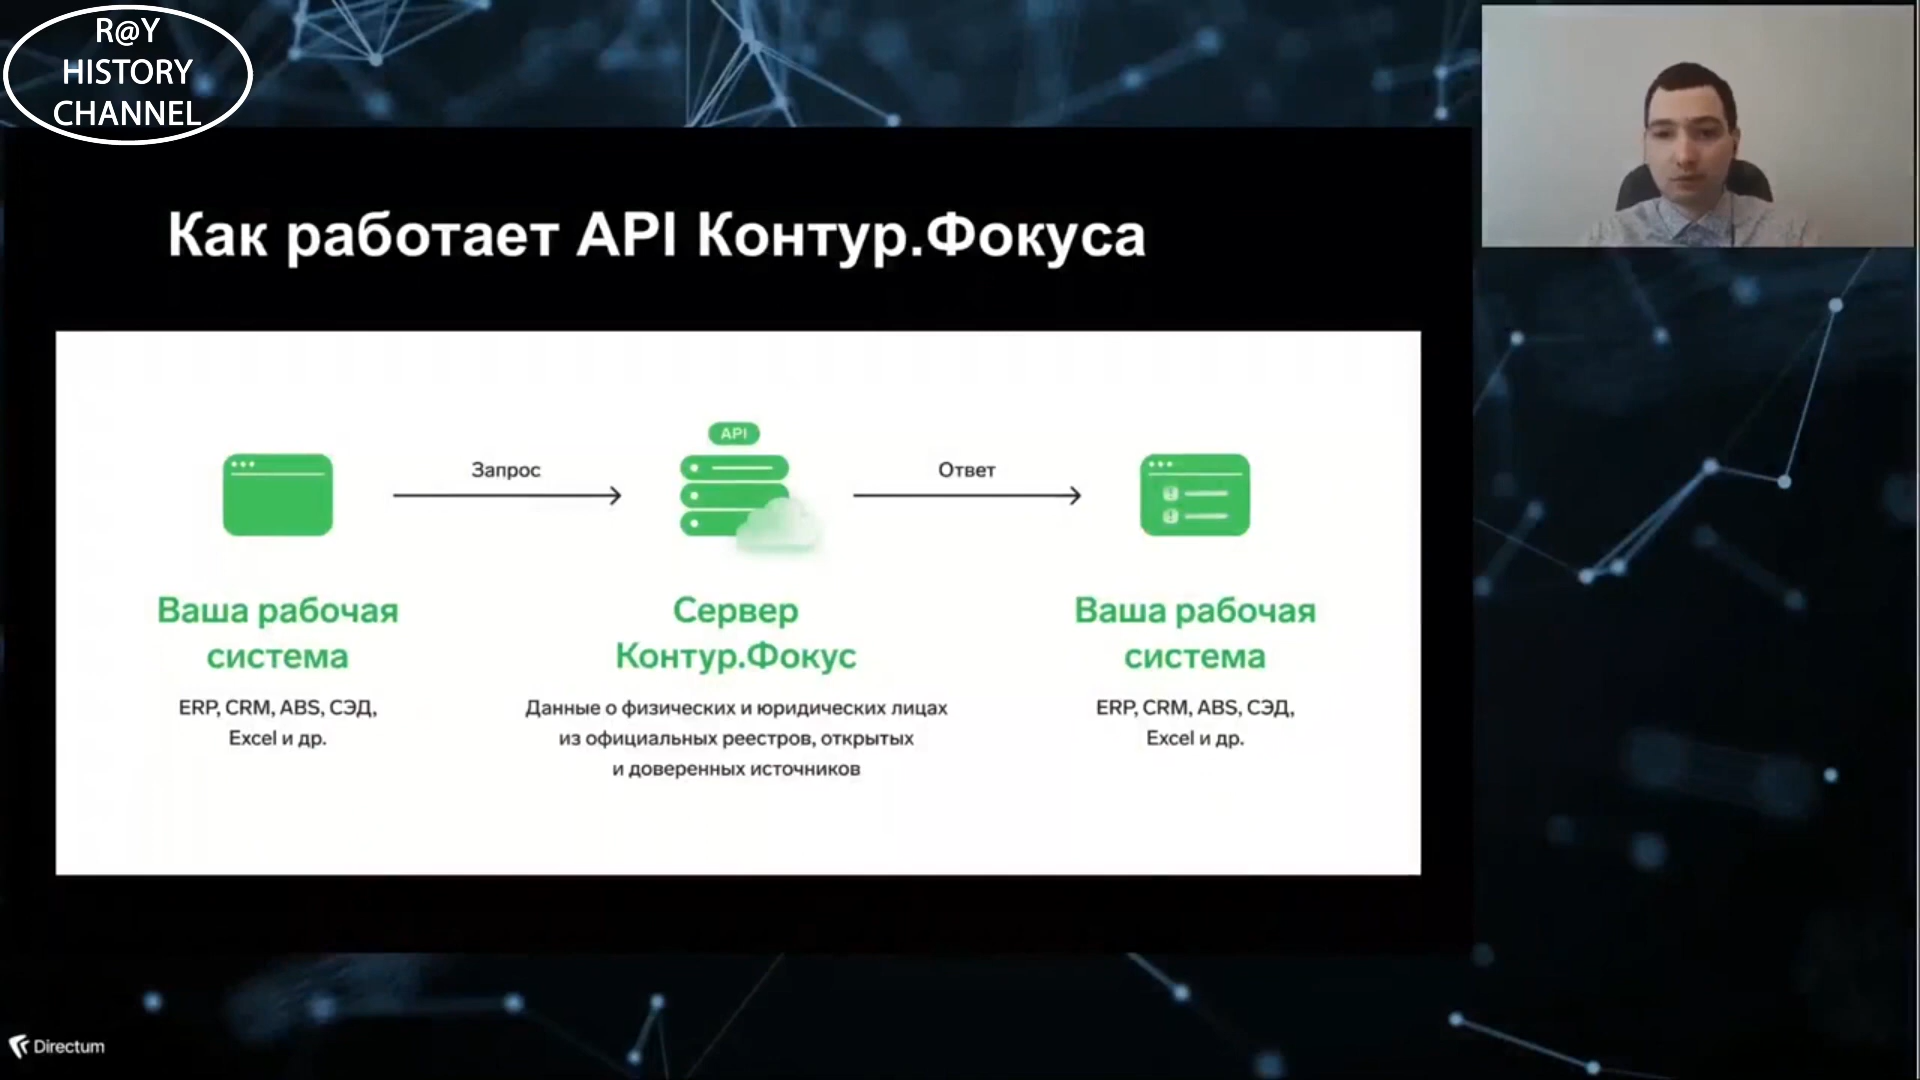 R@Y
HISTORY
CHANNEL
Как работает API Контур.Фокуса
API
Запрос
Ответ
Ваша рабочая
система
ERP, CRM, ABS, СЭД,
Excel и др.
Сервер
Контур.Фокус
Данные о физических и юридических лицах
из официальных реестров, открытых
и доверенных источников
Ваша рабочая
система
ERP, CRM, ABS, СЭД,
Excel и др.
Directum